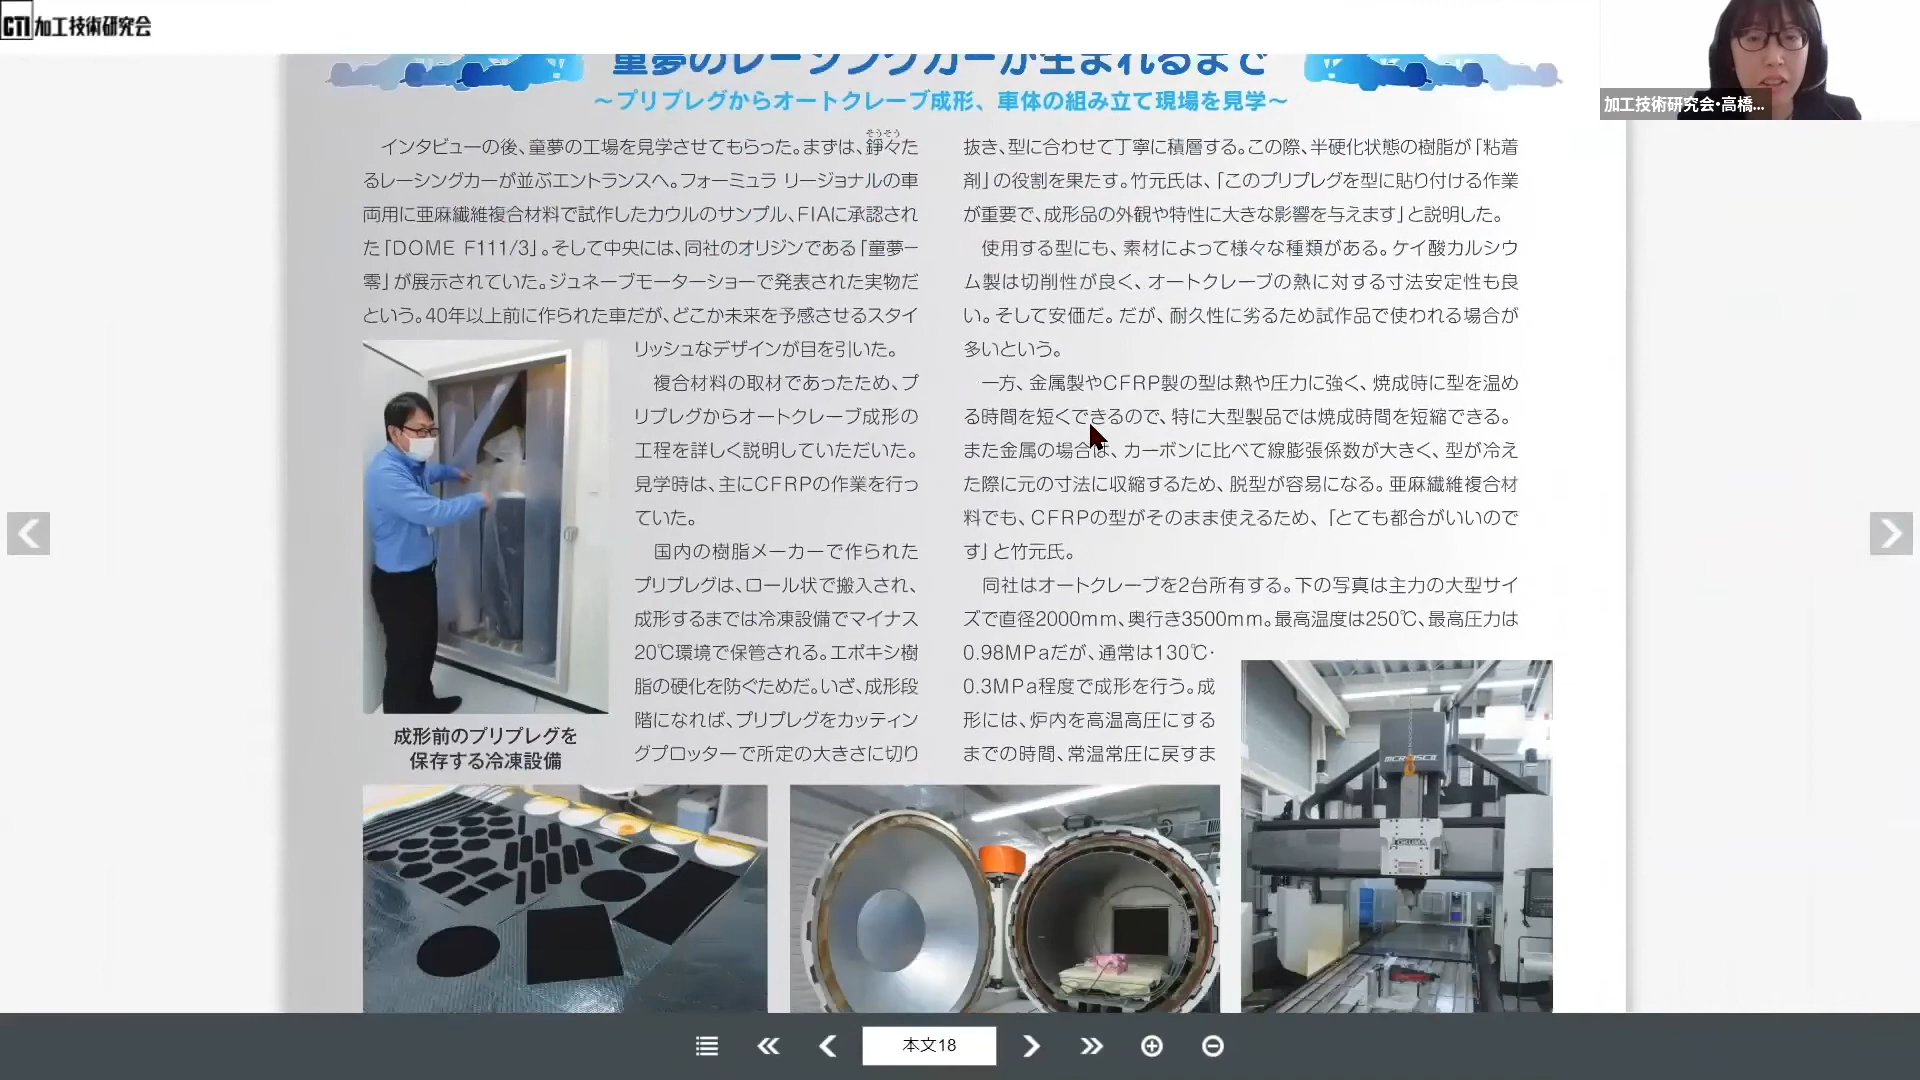 CTI 加工技術研究会
加工技術研究会・高橋...
童夢のレーシングカーが生まれるまで
～プリプレグからオートクレーブ成形、車体の組み立て現場を見学～
そうそう
インタビューの後、童夢の工場を見学させてもらった。まずは、錚々た
るレーシングカーが並ぶエントランスへ。フォーミュラ リージョナルの車
両用に亜麻繊維複合材料で試作したカウルのサンプル、FIAに承認され
た「DOME F111/3」。そして中央には、同社のオリジンである「童夢−
零」が展示されていた。ジュネーブモーターショーで発表された実物だ
という。40年以上前に作られた車だが、どこか未来を予感させるスタイ
リッシュなデザインが目を引いた。
複合材料の取材であったため、プ
リプレグからオートクレーブ成形の
工程を詳しく説明していただいた。
見学時は、主にCFRPの作業を行っ
ていた。
国内の樹脂メーカーで作られた
プリプレグは、ロール状で搬入され、
成形するまでは冷凍設備でマイナス
20℃環境で保管される。エポキシ樹
脂の硬化を防ぐためだ。いざ、成形段
階になれば、プリプレグをカッティン
グプロッターで所定の大きさに切り
成形前のプリプレグを
保存する冷凍設備
抜き、型に合わせて丁寧に積層する。この際、半硬化状態の樹脂が「粘着
剤」の役割を果たす。竹元氏は、「このプリプレグを型に貼り付ける作業
が重要で、成形品の外観や特性に大きな影響を与えます」と説明した。
使用する型にも、素材によって様々な種類がある。ケイ酸カルシウ
ム製は切削性が良く、オートクレーブの熱に対する寸法安定性も良
い。そして安価だ。だが、耐久性に劣るため試作品で使われる場合が
多いという。
一方、金属製やCFRP製の型は熱や圧力に強く、焼成時に型を温め
る時間を短くできるので、特に大型製品では焼成時間を短縮できる。
また金属の場合は、カーボンに比べて線膨張係数が大きく、型が冷え
た際に元の寸法に収縮するため、脱型が容易になる。亜麻繊維複合材
料でも、CFRPの型がそのまま使えるため、「とても都合がいいので
す」と竹元氏。
同社はオートクレーブを2台所有する。下の写真は主力の大型サイ
ズで直径2000mm、奥行き3500mm。最高温度は250℃、最高圧力は
0.98MPaだが、通常は130℃・
0.3MPa程度で成形を行う。成
形には、炉内を高温高圧にする
までの時間、常温常圧に戻すま
OKUMA
本文18